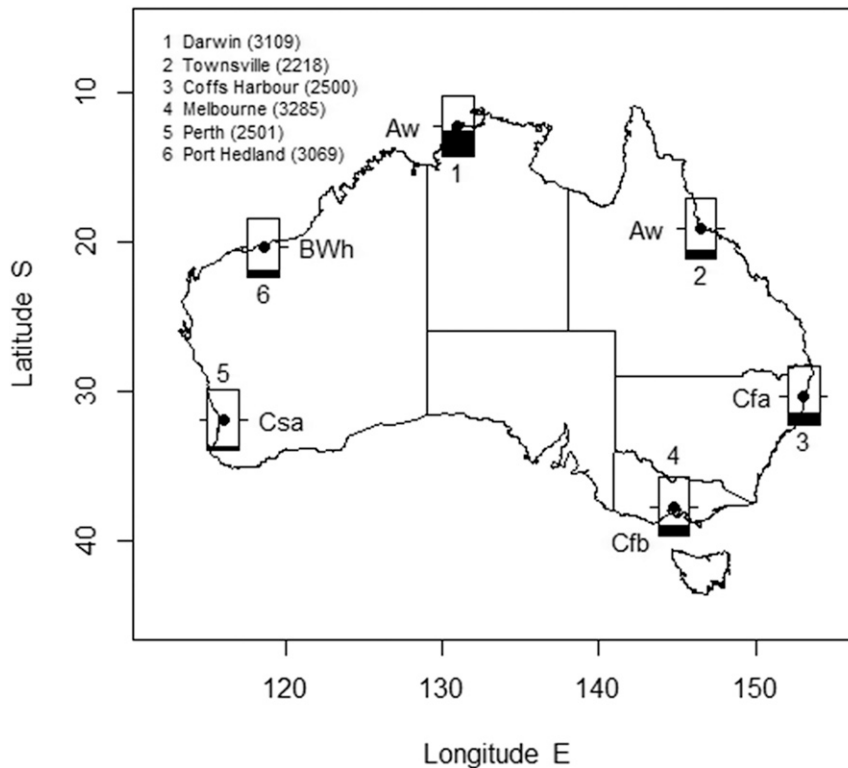 1 Darwin (3109)
2 Townsville (2218)
3 Coffs Harbour (2500)
4 Melbourne (3285)
5 Perth (2501)
6 Port Hedland (3069)
10
20
30
40
Latitude S
Aw
1
Aw
2
BWh
6
5
Csa
Cfa
3
4
Cfb
120
130
140
150
Longitude E